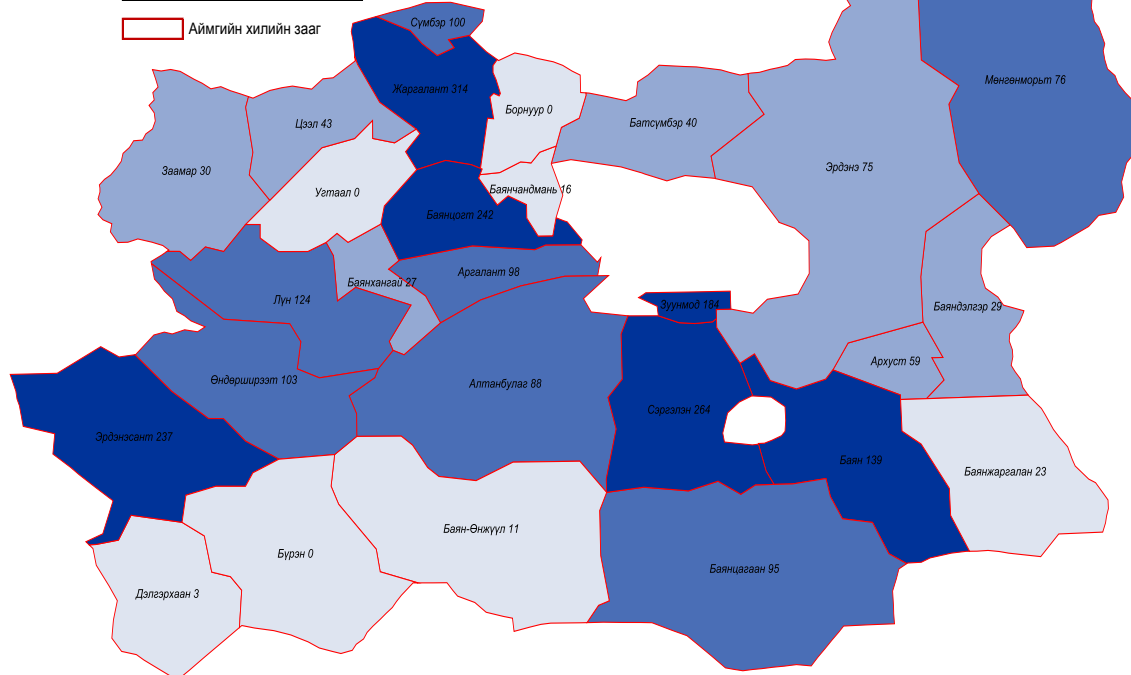 Сүмбэр 100
Аймгийн хилийн зааг
Мөнгөнморьт 76
Жаргалант 314
Борнуур 0
Цээл 43
Батсүмбэр 40
Эрдэнэ 75
Заамар 30
Угтаал 0
Баянчандмань 16
Баянцогт 242
Аргалант 98
Баянхангай 27
Лүн 124
Зуунмод 184
Баяндэлгэр 29
Архуст 59
Өндөрширээт 103
Алтанбулаг 88
Сэргэлэн 264
Эрдэнэсант 237
Баян 139
Баянжаргалан 23
Баян-Өнжүүл 11
Бүрэн 0
Баянцагаан 95
Дэлгэрхаан 3